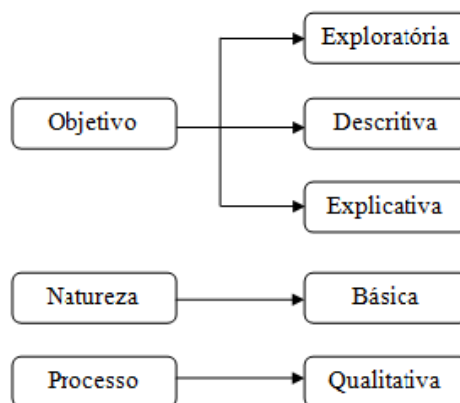 Exploratória
Objetivo
Descritiva
Explicativa
Natureza
Básica
Processo
Qualitativa